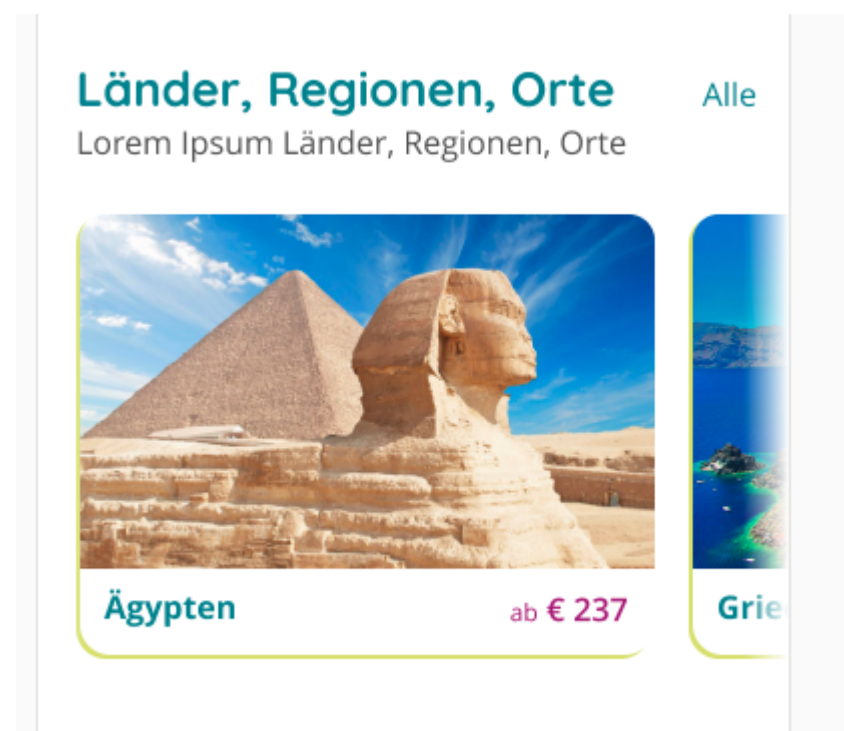 Länder, Regionen, Orte
Alle
Lorem Ipsum Länder, Regionen, Orte
Ägypten
ab € 237